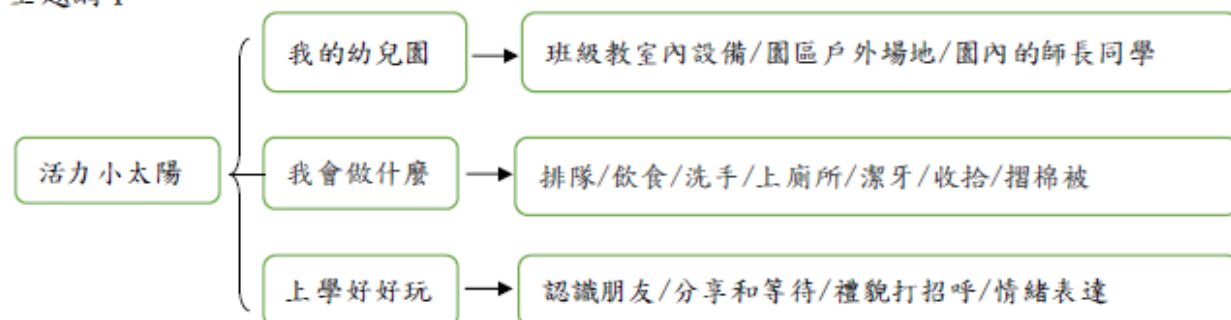 我的幼兒園
班級教室內設備/園區戶外場地/園內的師長同學
活力小太陽
我會做什麼
排隊/飲食/洗手/上廁所/潔牙/收拾/摺棉被
上學好好玩
認識朋友/分享和等待/禮貌打招呼/情緒表達